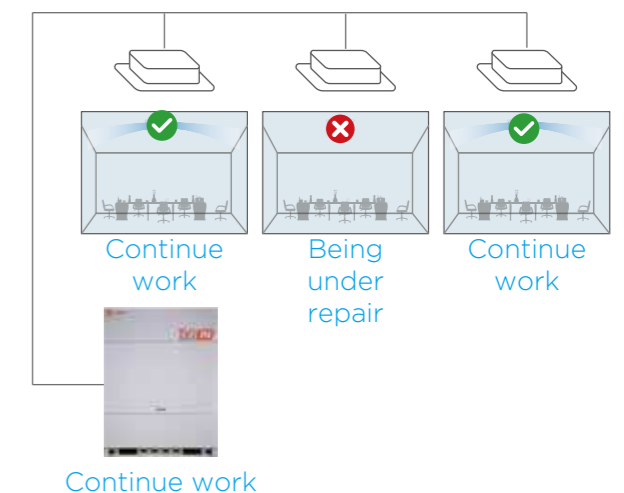 Continue
work
Being
under
repair
Continue
work
Continue work